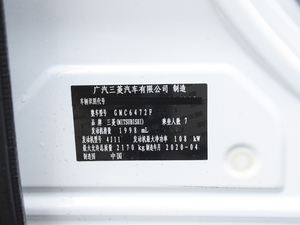 广汽三菱汽车有限公司 制造
车辆识别代号
整车型号 GMC6472F
品牌 三菱(MITSUBISHI) 乘坐人数 7
发动机排量 1998 mL
发动机型号 4J11 发动机最大净功率 108 kW
最大允许总质量 2170 kg 制造年月 2020-04
制造国 中国